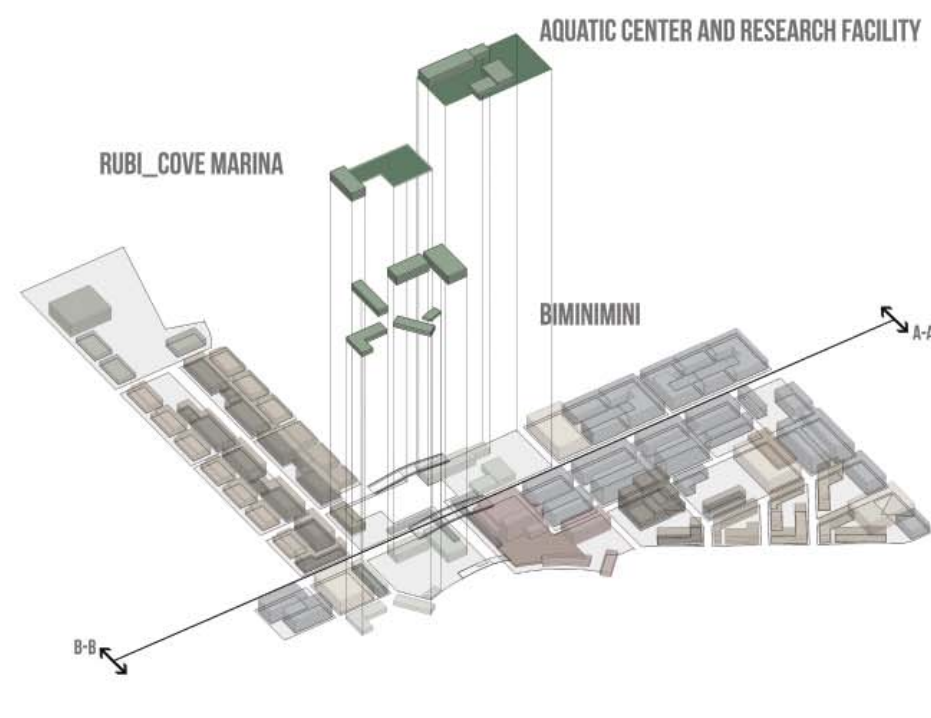 AQUATIC CENTER AND RESEARCH FACILITY
RUBI_COVE MARINA
BIMINIMINI
A-A
B-B